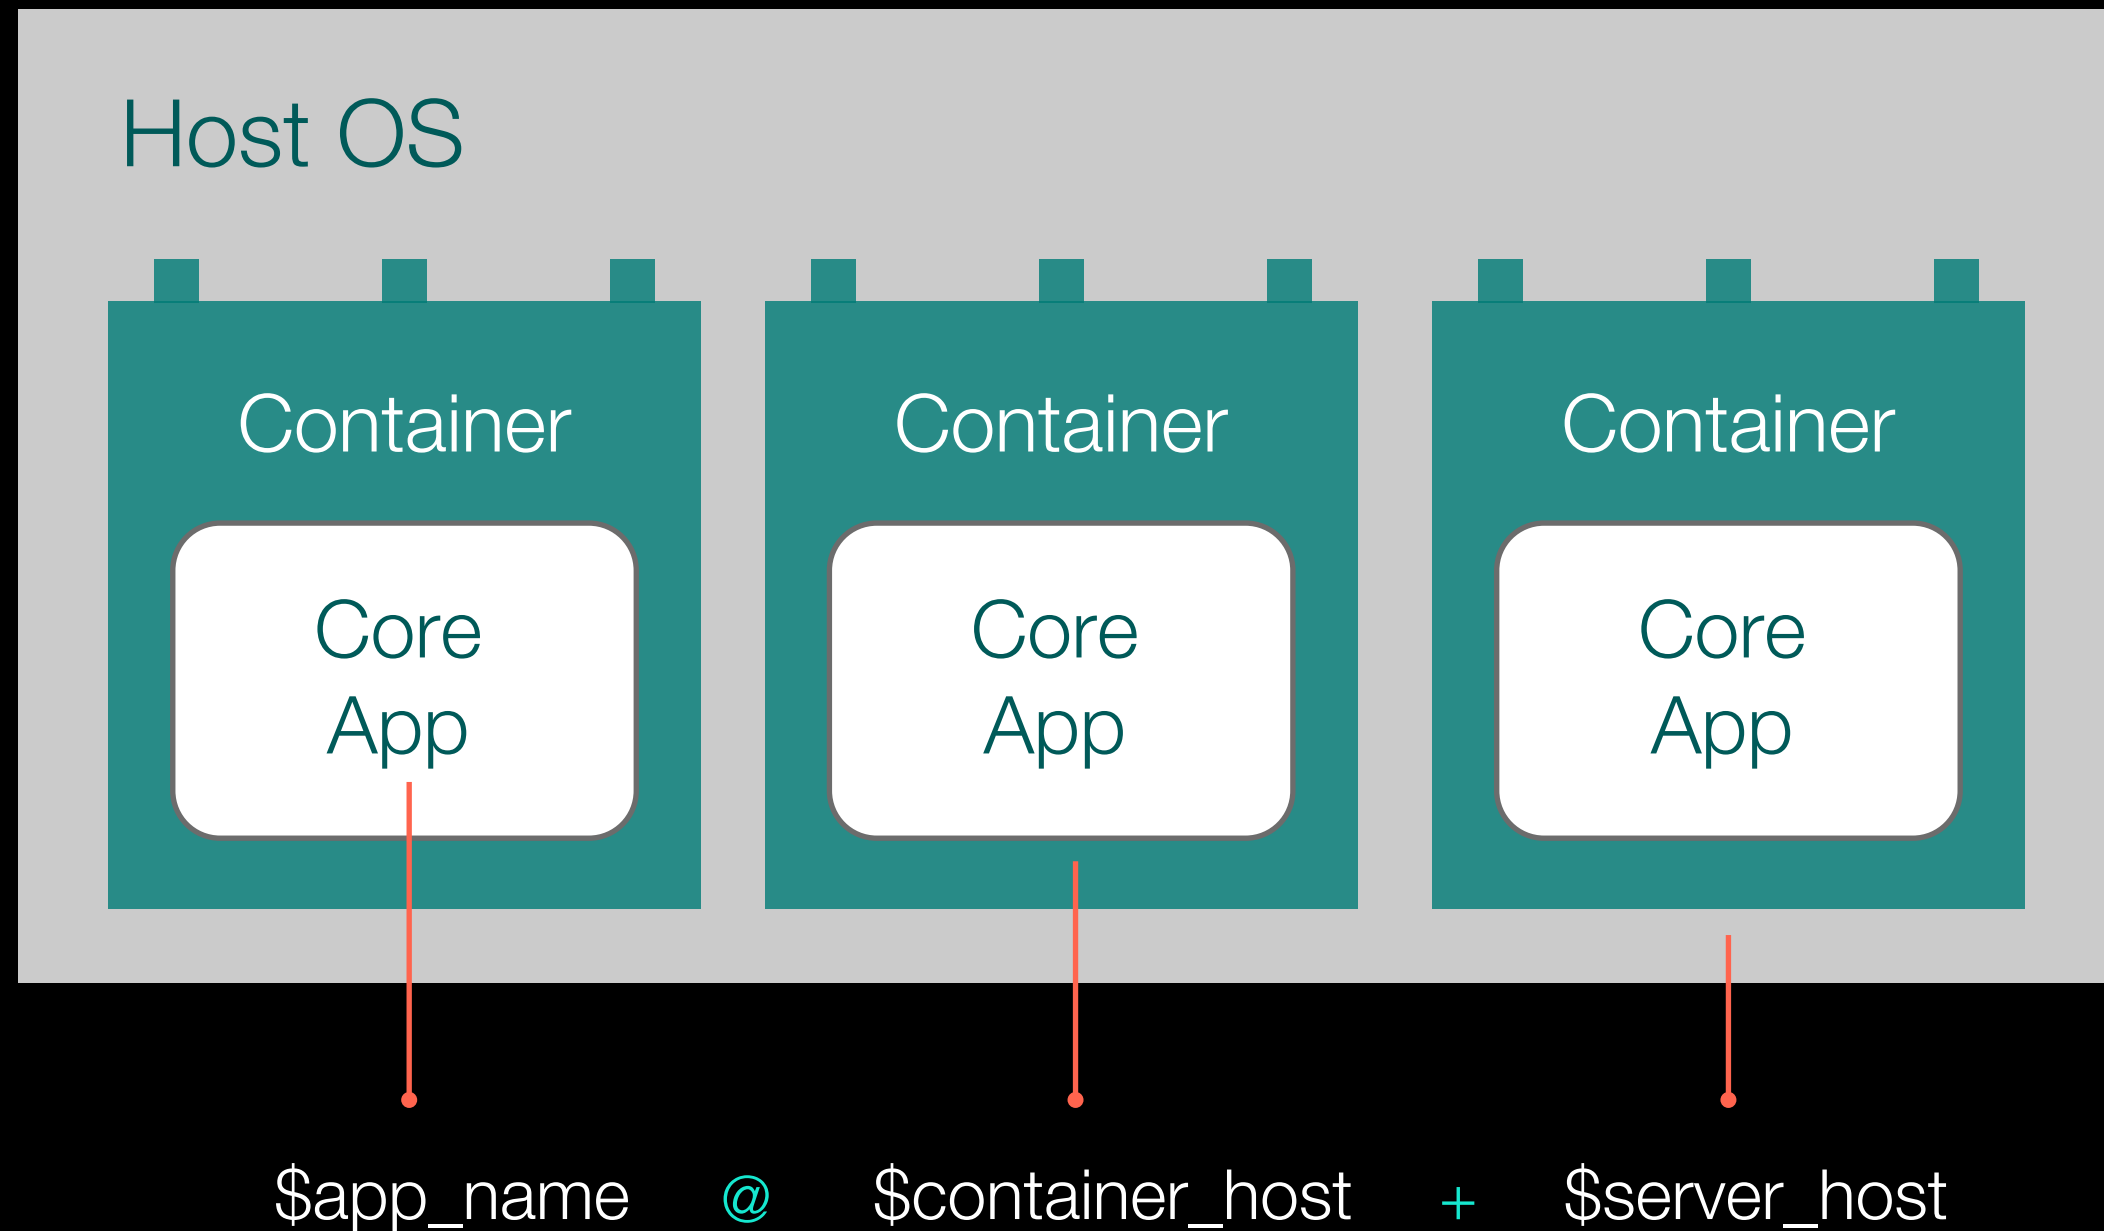 Host OS
Container
Core
App
Container
Core
App
Container
Core
App
$app_name @ $container_host + $server_host